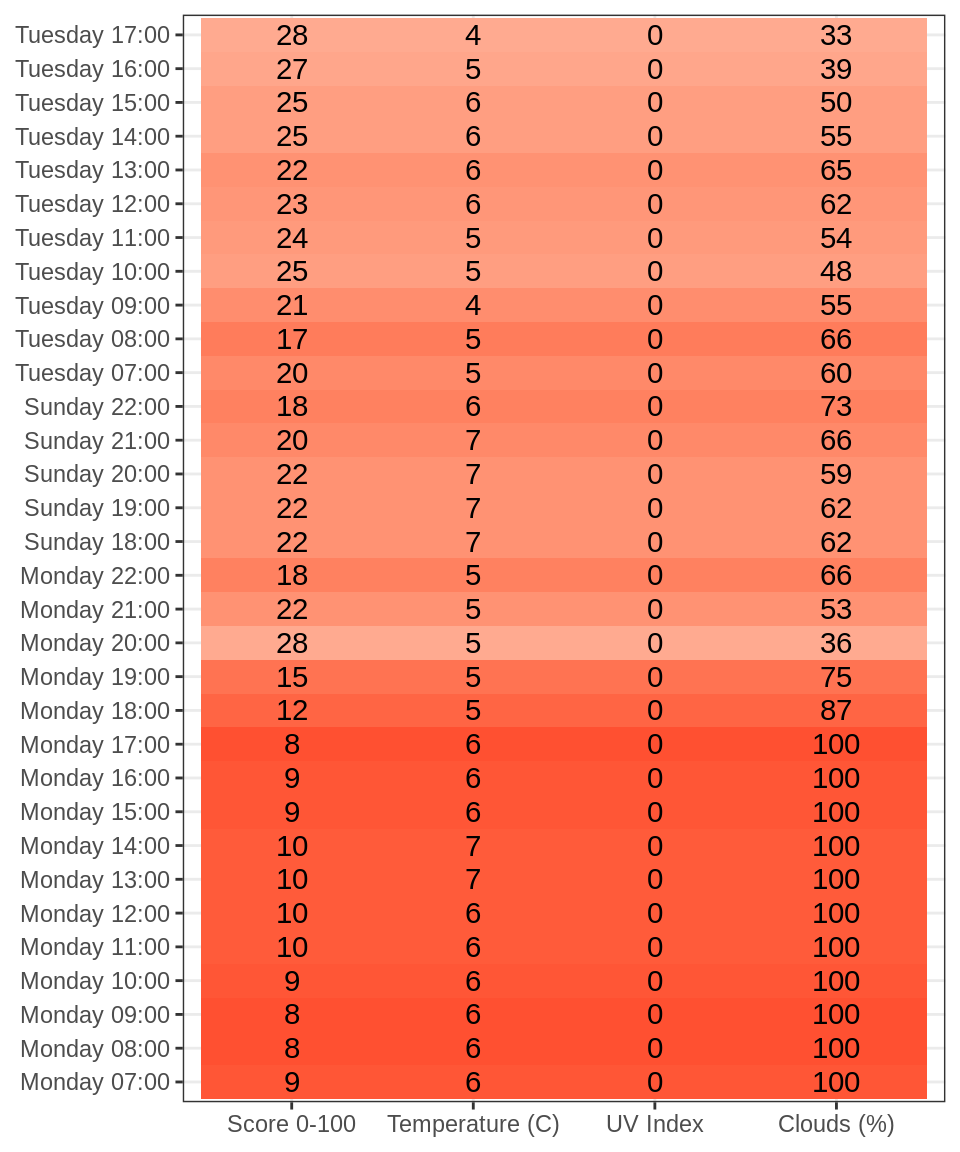 Tuesday 17:00 28 4 0 33
Tuesday 16:00 27 5 0 39
Tuesday 15:00 25 6 0 50
Tuesday 14:00 25 6 0 55
Tuesday 13:00 22 6 0 65
Tuesday 12:00 23 6 0 62
Tuesday 11:00 24 5 0 54
Tuesday 10:00 25 5 0 48
Tuesday 09:00 21 4 0 55
Tuesday 08:00 17 5 0 66
Tuesday 07:00 20 5 0 60
Sunday 22:00 18 6 0 73
Sunday 21:00 20 7 0 66
Sunday 20:00 22 7 0 59
Sunday 19:00 22 7 0 62
Sunday 18:00 22 7 0 62
Monday 22:00 18 5 0 66
Monday 21:00 22 5 0 53
Monday 20:00 28 5 0 36
Monday 19:00 15 5 0 75
Monday 18:00 12 5 0 87
Monday 17:00 8 6 0 100
Monday 16:00 9 6 0 100
Monday 15:00 9 6 0 100
Monday 14:00 10 7 0 100
Monday 13:00 10 7 0 100
Monday 12:00 10 6 0 100
Monday 11:00 10 6 0 100
Monday 10:00 9 6 0 100
Monday 09:00 8 6 0 100
Monday 08:00 8 6 0 100
Monday 07:00 9 6 0 100
Score 0-100 Temperature (C) UV Index Clouds (%)